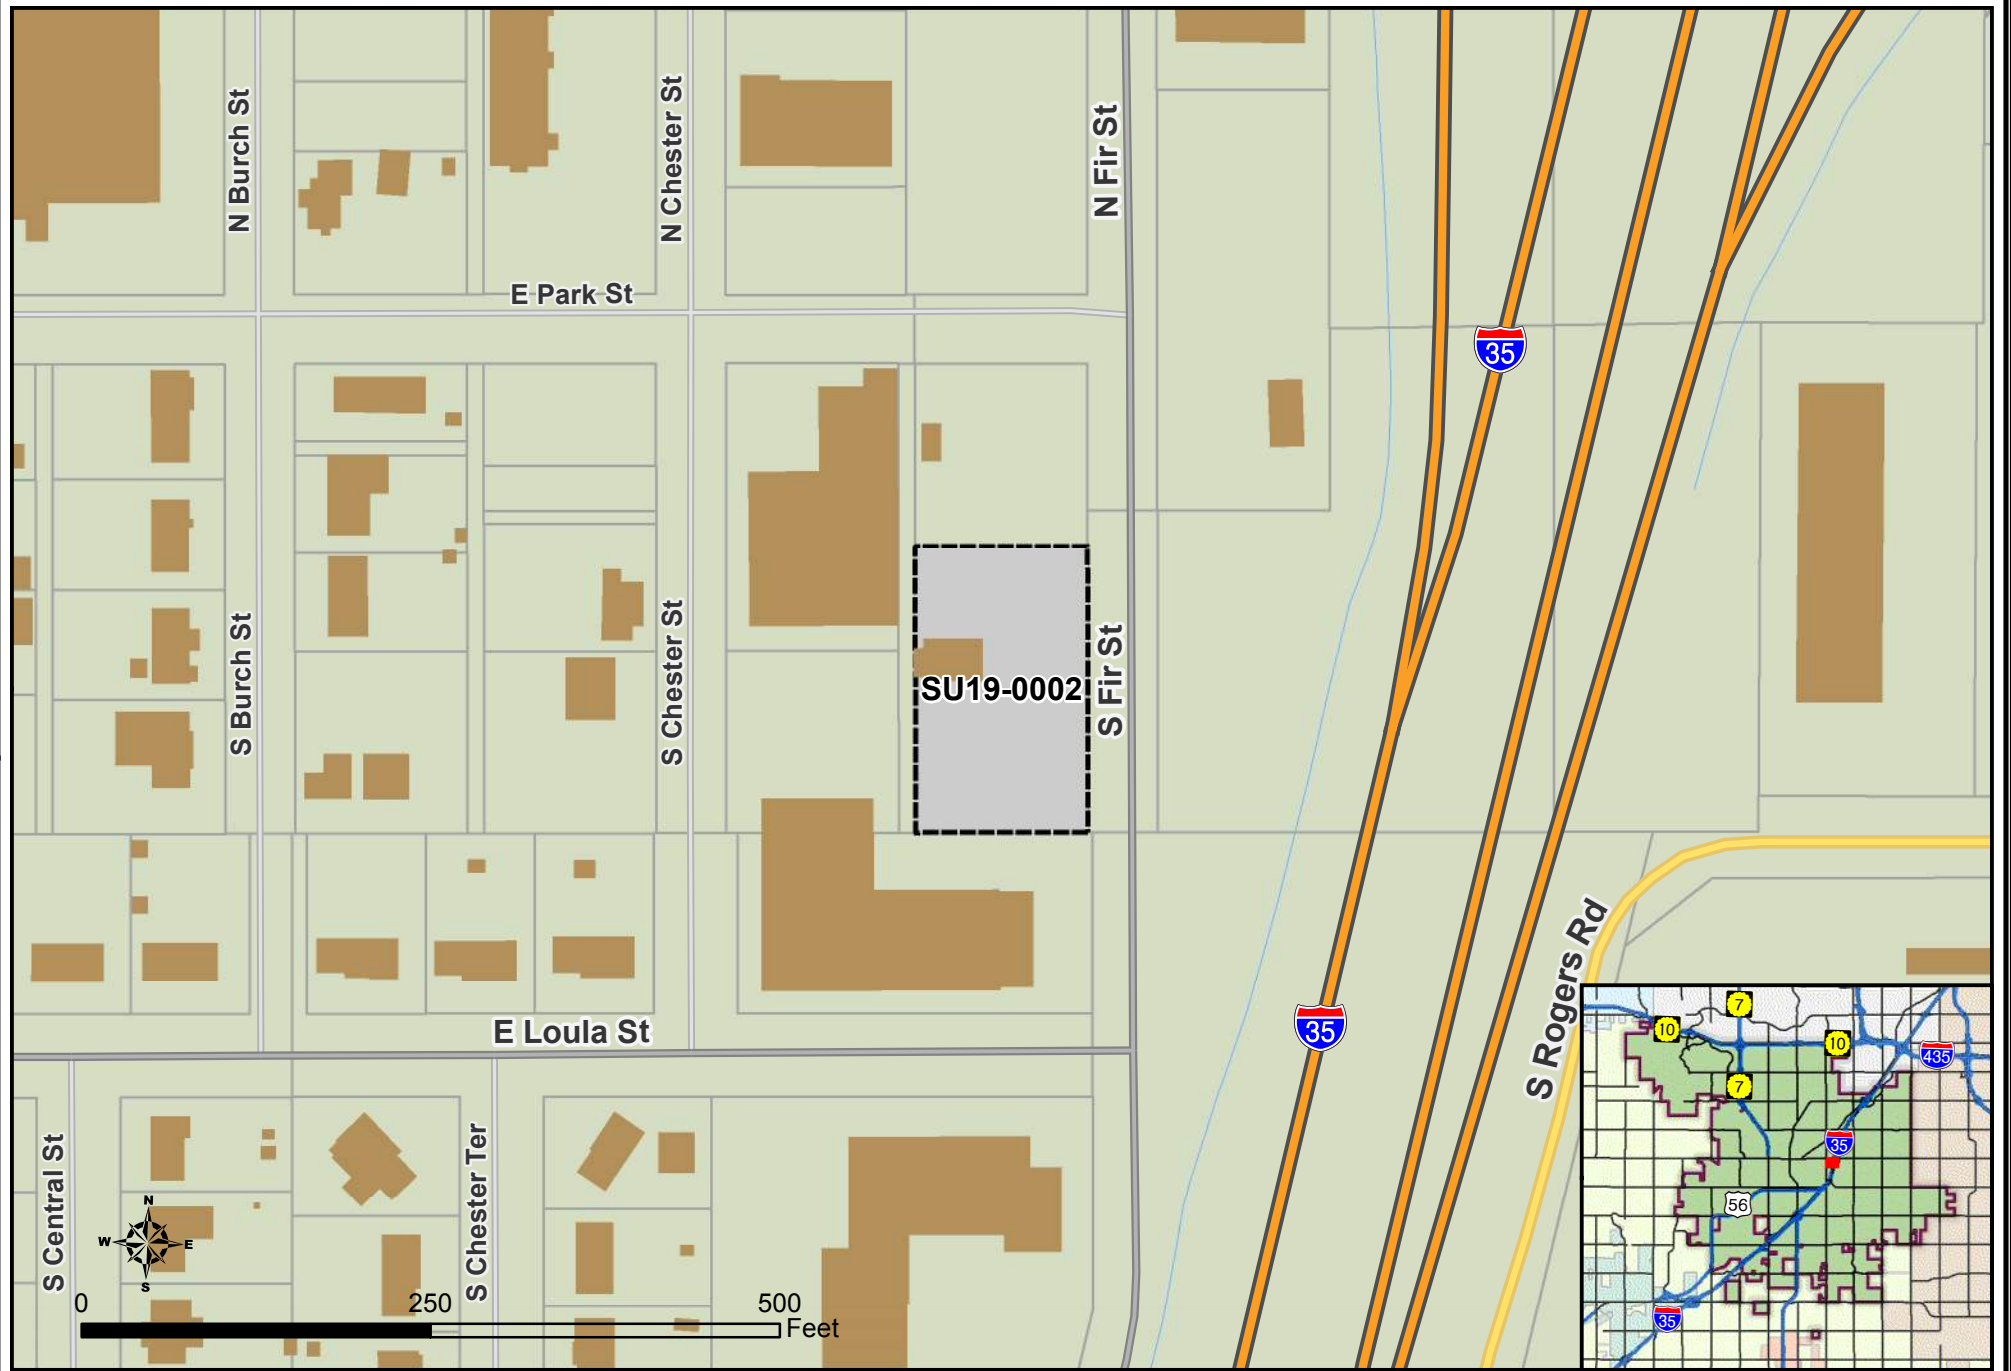 N Burch St
N Chester St
N Fir St
E Park St
35
S Burch St
S Chester St
SU19-0002
S Fir St
S Rogers Rd
35
E Loula St
S Central St
S Chester Ter
N
W
E
S
0
250
500
Feet
7
10
10
435
7
35
56
35